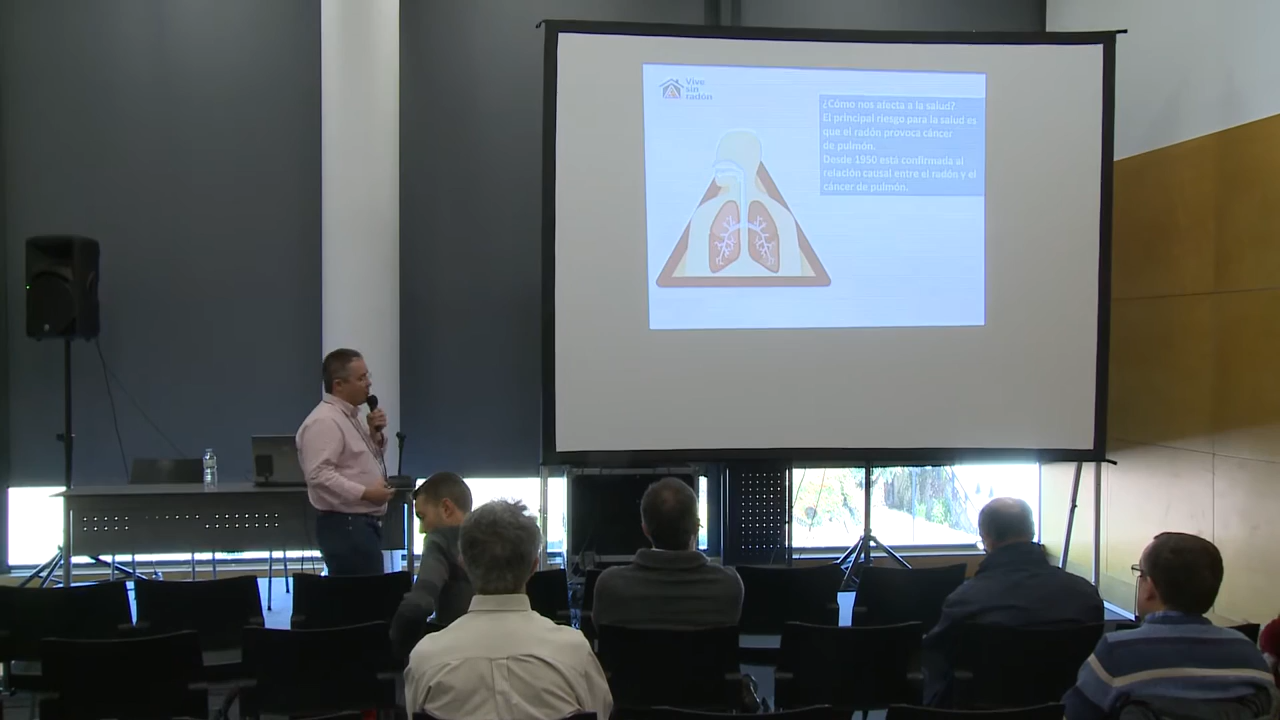 Vive
sin
radón
¿Cómo nos afecta a la salud?
El principal riesgo para la salud es
que el radón provoca cáncer
de pulmón.
Desde 1950 está confirmada al
relación causal entre el radón y el
cáncer de pulmón.